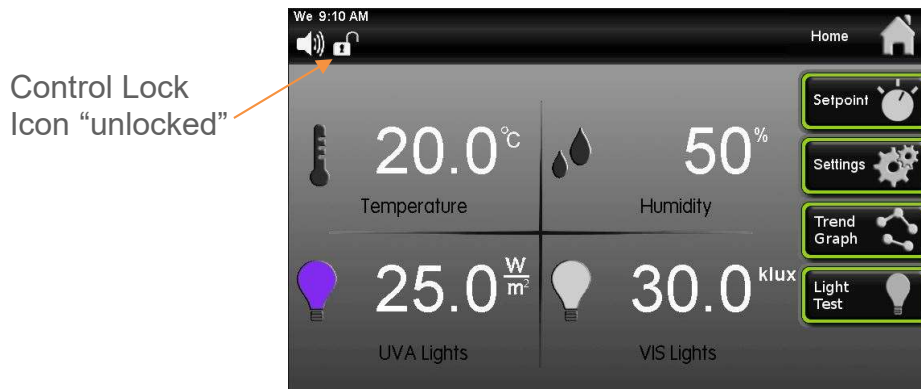 We 9:10 AM
Home
Control Lock
Icon “unlocked”
Setpoint
20.0 °C
50%
Temperature
Humidity
Settings
Trend
Graph
25.0 W/m²
30.0 klux
Light
Test
UVA Lights
VIS Lights